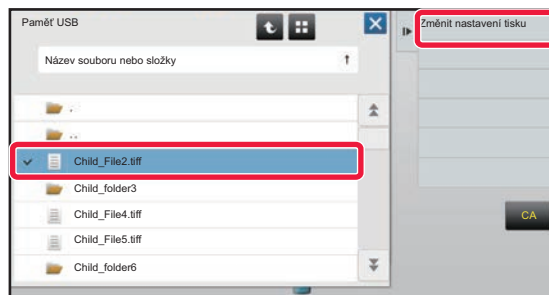 Paměť USB
Změnit nastavení tisku
Název souboru nebo složky
.
..
Child_File2.tiff
Child_folder3
Child_File4.tiff
Child_File5.tiff
Child_folder6
CA